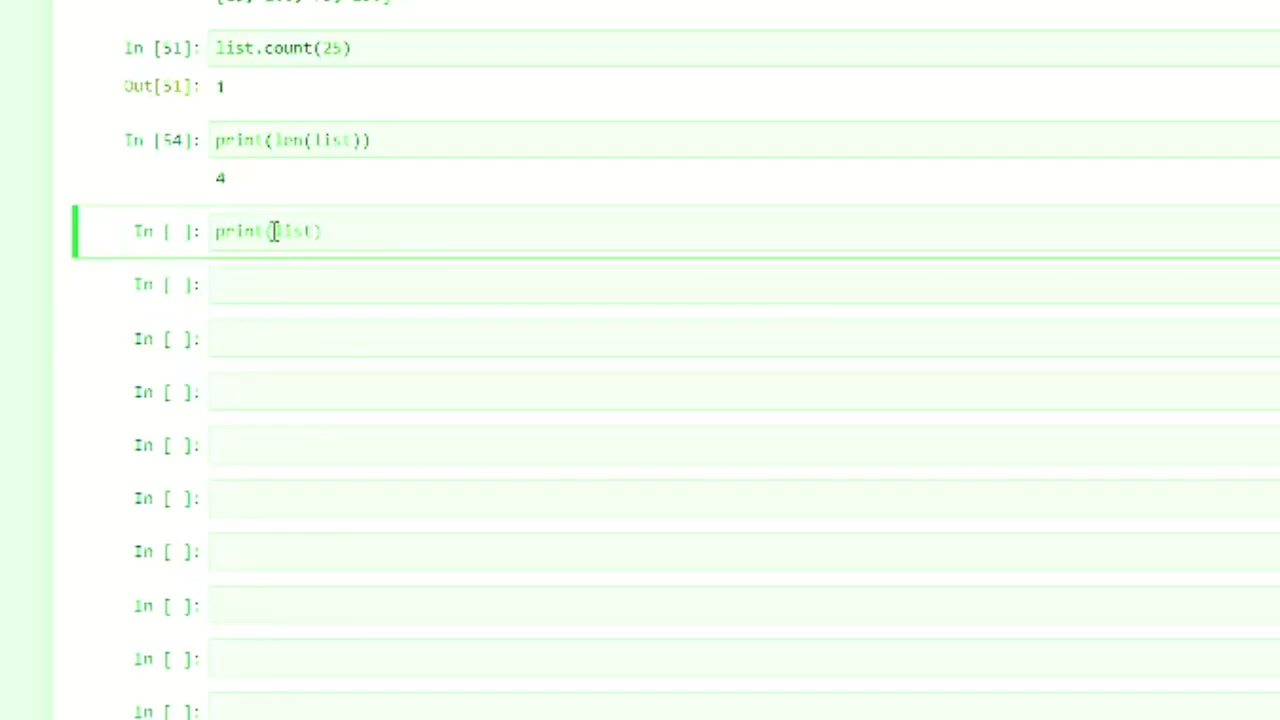 In [51]: list.count(25)
Out[51]: 1
In [54]: print(len(list))
4
In [ ]: print(list)
In [ ]:
In [ ]:
In [ ]:
In [ ]:
In [ ]:
In [ ]:
In [ ]:
In [ ]:
In [ ]: